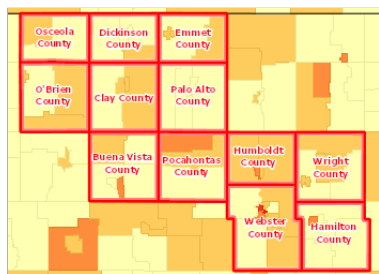 Osceola
County
Dickinson
County
Emmet
County
O'Brien
County
Clay County
Palo Alto
County
Buena Vista
County
Pocahontas
County
Humboldt
County
Wright
County
Webster
County
Hamilton
County